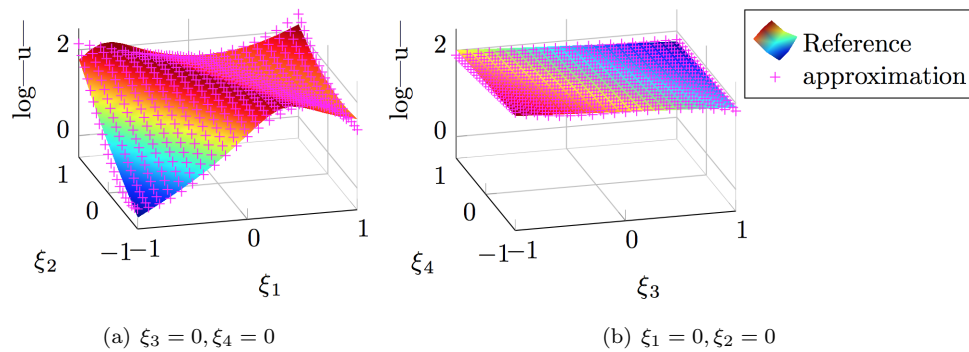 2
0
log—u—
1
0
−1
ξ2
−1
0
1
ξ1
(a) ξ3 = 0, ξ4 = 0
2
0
log—u—
1
0
−1
ξ4
−1
0
1
ξ3
(b) ξ1 = 0, ξ2 = 0
Reference
approximation